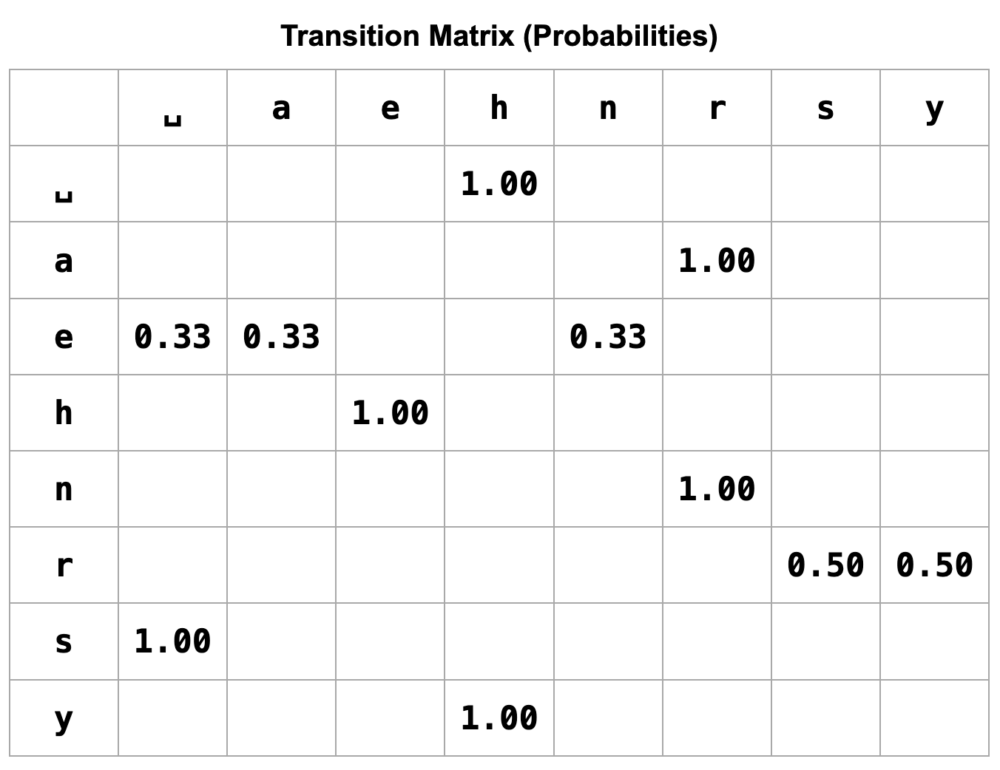 Transition Matrix (Probabilities)
␣ a e h n r s y
␣ 1.00
a 1.00
e 0.33 0.33 0.33
h 1.00
n 1.00
r 0.50 0.50
s 1.00
y 1.00